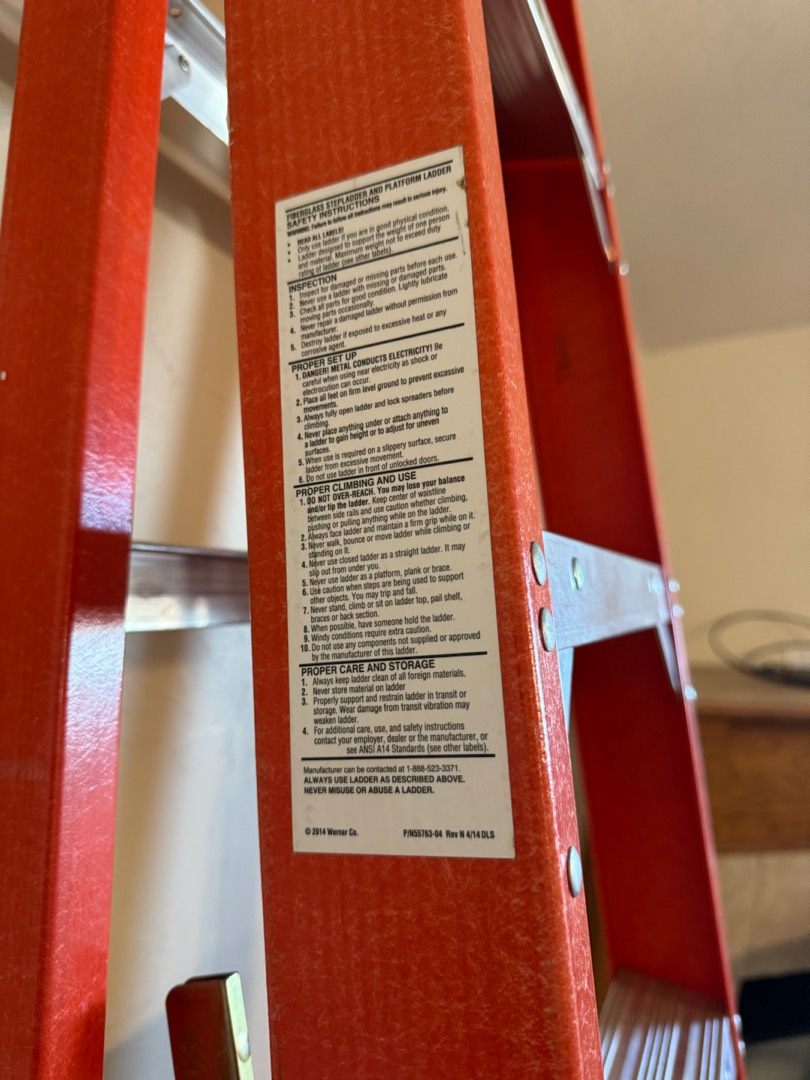 FIBERGLASS STEPLADDER AND PLATFORM LADDER
SAFETY INSTRUCTIONS
WARNING: Failure to follow all instructions may result in serious injury.
• READ ALL LABELS!
• Only use ladder if you are in good physical condition.
• Ladder designed to support the weight of one person
and material. Maximum weight not to exceed duty
rating of ladder (see other labels).
INSPECTION
1. Inspect for damaged or missing parts before each use.
2. Never use a ladder with missing or damaged parts.
3. Check all parts for good condition. Lightly lubricate
moving parts occasionally.
4. Never repair a damaged ladder without permission from
manufacturer.
5. Destroy ladder if exposed to excessive heat or any
corrosive agent.
PROPER SET UP
1. DANGER! METAL CONDUCTS ELECTRICITY! Be
careful when using near electricity as shock or
electrocution can occur.
2. Place all feet on firm level ground to prevent excessive
movements.
3. Always fully open ladder and lock spreaders before
climbing.
4. Never place anything under or attach anything to
a ladder to gain height or to adjust for uneven
surfaces.
5. When use is required on a slippery surface, secure
ladder from excessive movement.
6. Do not use ladder in front of unlocked doors.
PROPER CLIMBING AND USE
1. DO NOT OVER-REACH. You may lose your balance
and/or tip the ladder. Keep center of waistline
between side rails and use caution whether climbing,
pushing or pulling anything while on the ladder.
2. Always face ladder and maintain a firm grip while on it.
3. Never walk, bounce or move ladder while climbing or
standing on it.
4. Never use closed ladder as a straight ladder. It may
slip out from under you.
5. Never use ladder as a platform, plank or brace.
6. Use caution when steps are being used to support
other objects. You may trip and fall.
7. Never stand, climb or sit on ladder top, pail shelf,
braces or back section.
8. When possible, have someone hold the ladder.
9. Windy conditions require extra caution.
10. Do not use any components not supplied or approved
by the manufacturer of this ladder.
PROPER CARE AND STORAGE
1. Always keep ladder clean of all foreign materials.
2. Never store material on ladder
3. Properly support and restrain ladder in transit or
storage. Wear damage from transit vibration may
weaken ladder.
4. For additional care, use, and safety instructions
contact your employer, dealer or the manufacturer, or
see ANSI A14 Standards (see other labels).
Manufacturer can be contacted at 1-888-523-3371.
ALWAYS USE LADDER AS DESCRIBED ABOVE.
NEVER MISUSE OR ABUSE A LADDER.
© 2014 Werner Co. P/N55763-04 Rev N 4/14 DLS